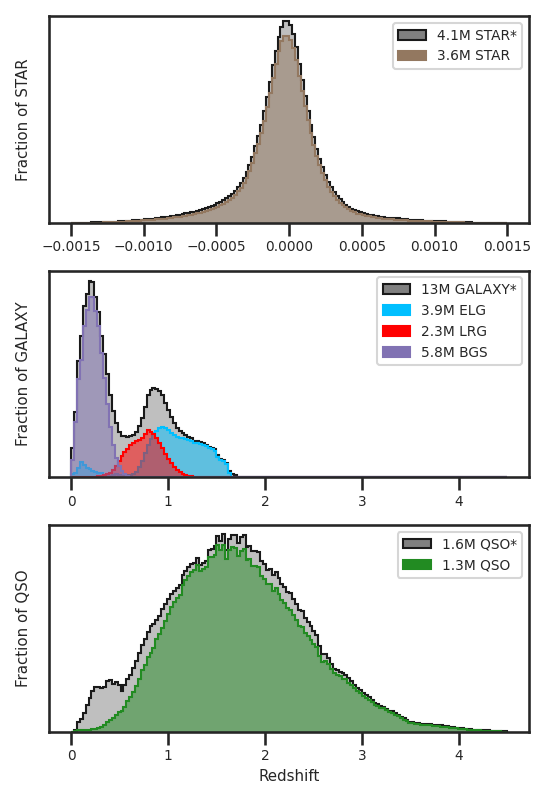 Fraction of STAR
4.1M STAR*
3.6M STAR
−0.0015 −0.0010 −0.0005 0.0000 0.0005 0.0010 0.0015
Fraction of GALAXY
13M GALAXY*
3.9M ELG
2.3M LRG
5.8M BGS
0 1 2 3 4
Fraction of QSO
1.6M QSO*
1.3M QSO
0 1 2 3 4
Redshift